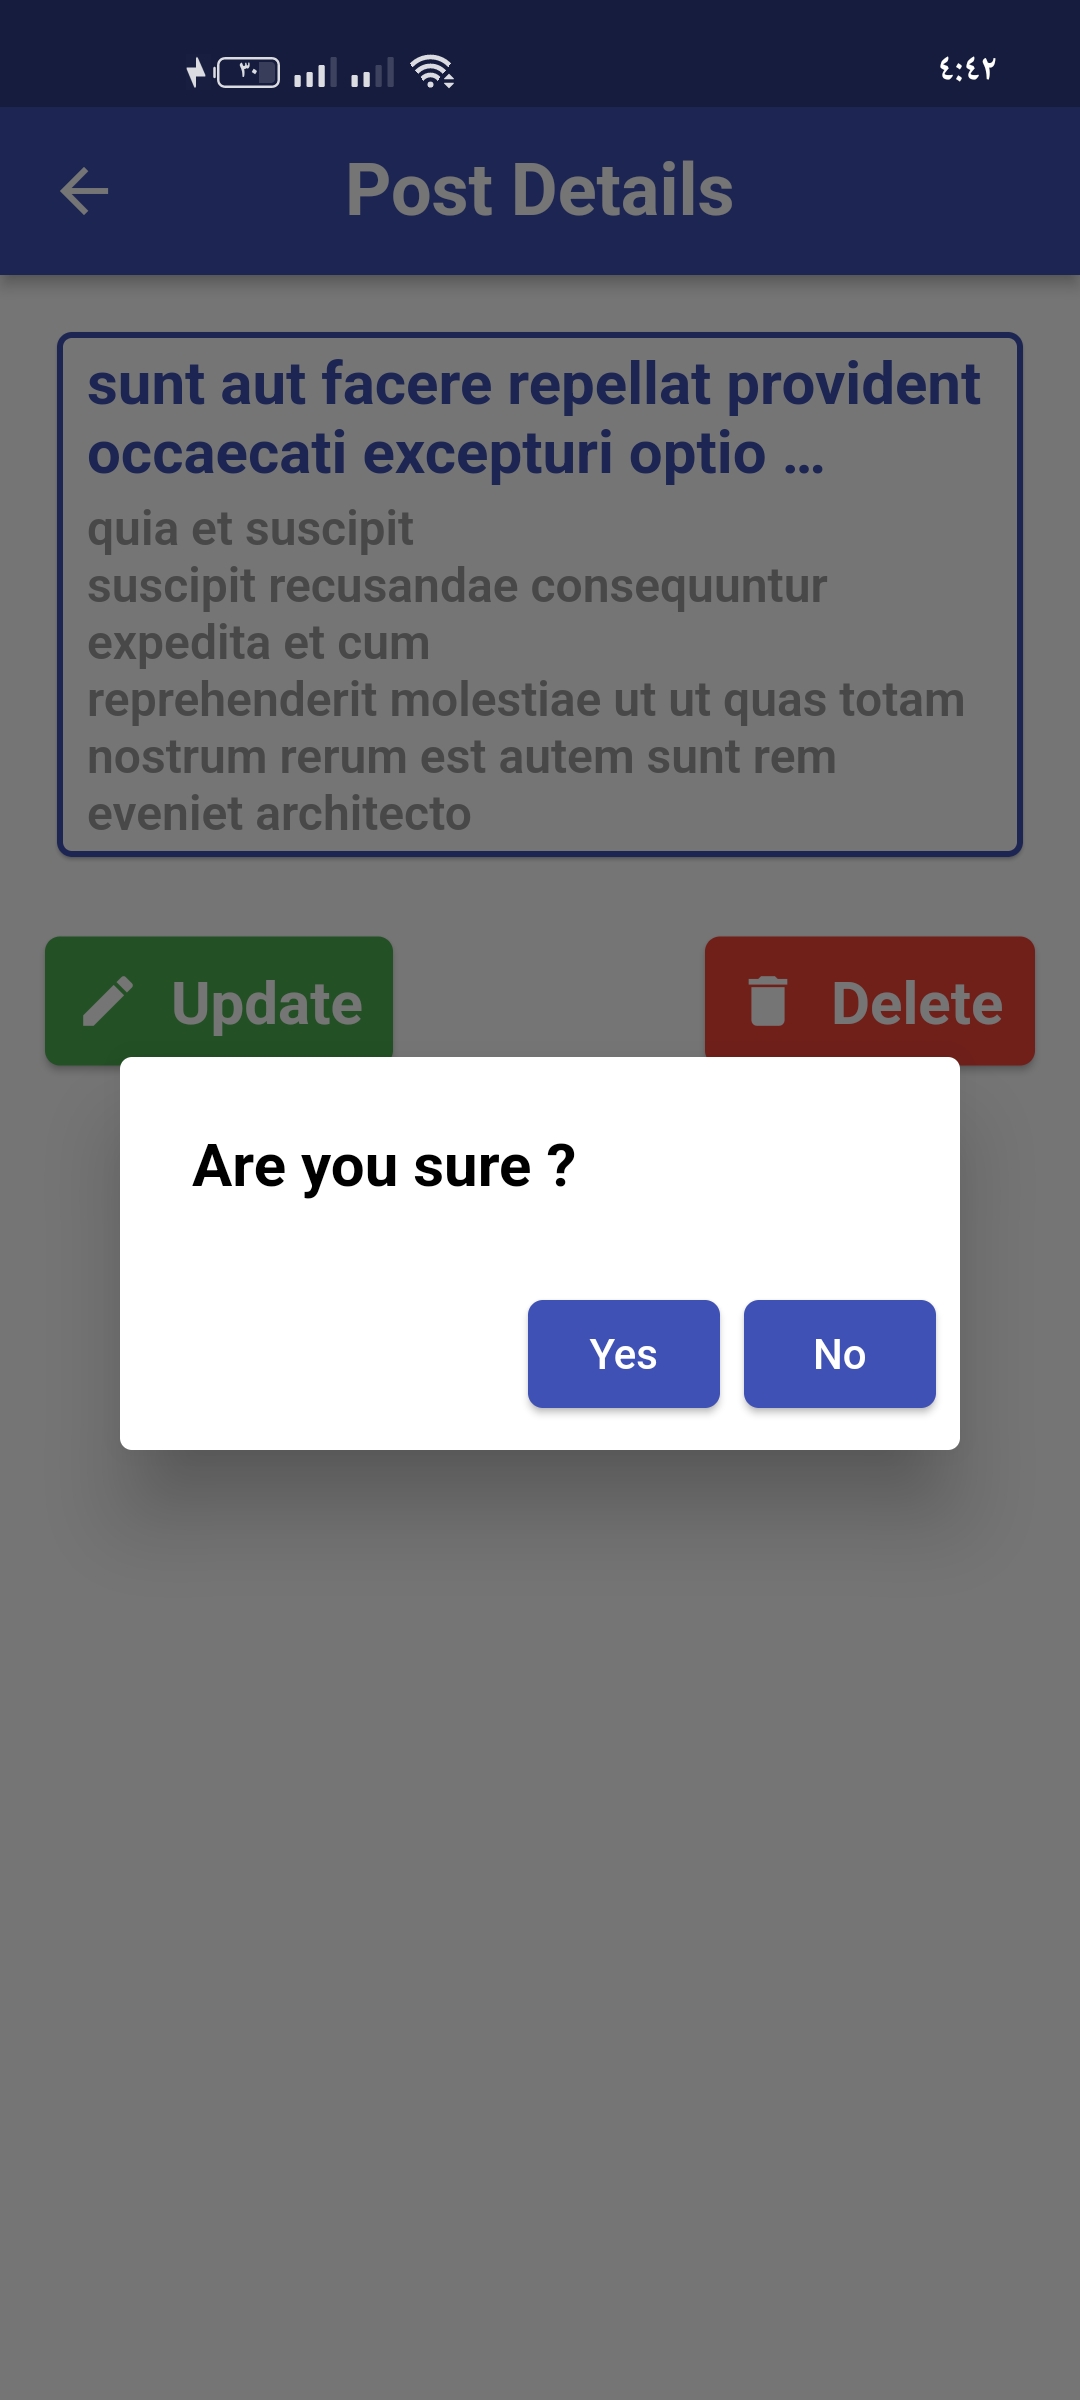 ٣٠
٤:٤٢
Post Details
sunt aut facere repellat provident
occaecati excepturi optio ...
quia et suscipit
suscipit recusandae consequuntur
expedita et cum
reprehenderit molestiae ut ut quas totam
nostrum rerum est autem sunt rem
eveniet architecto
Update
Delete
Are you sure ?
Yes
No